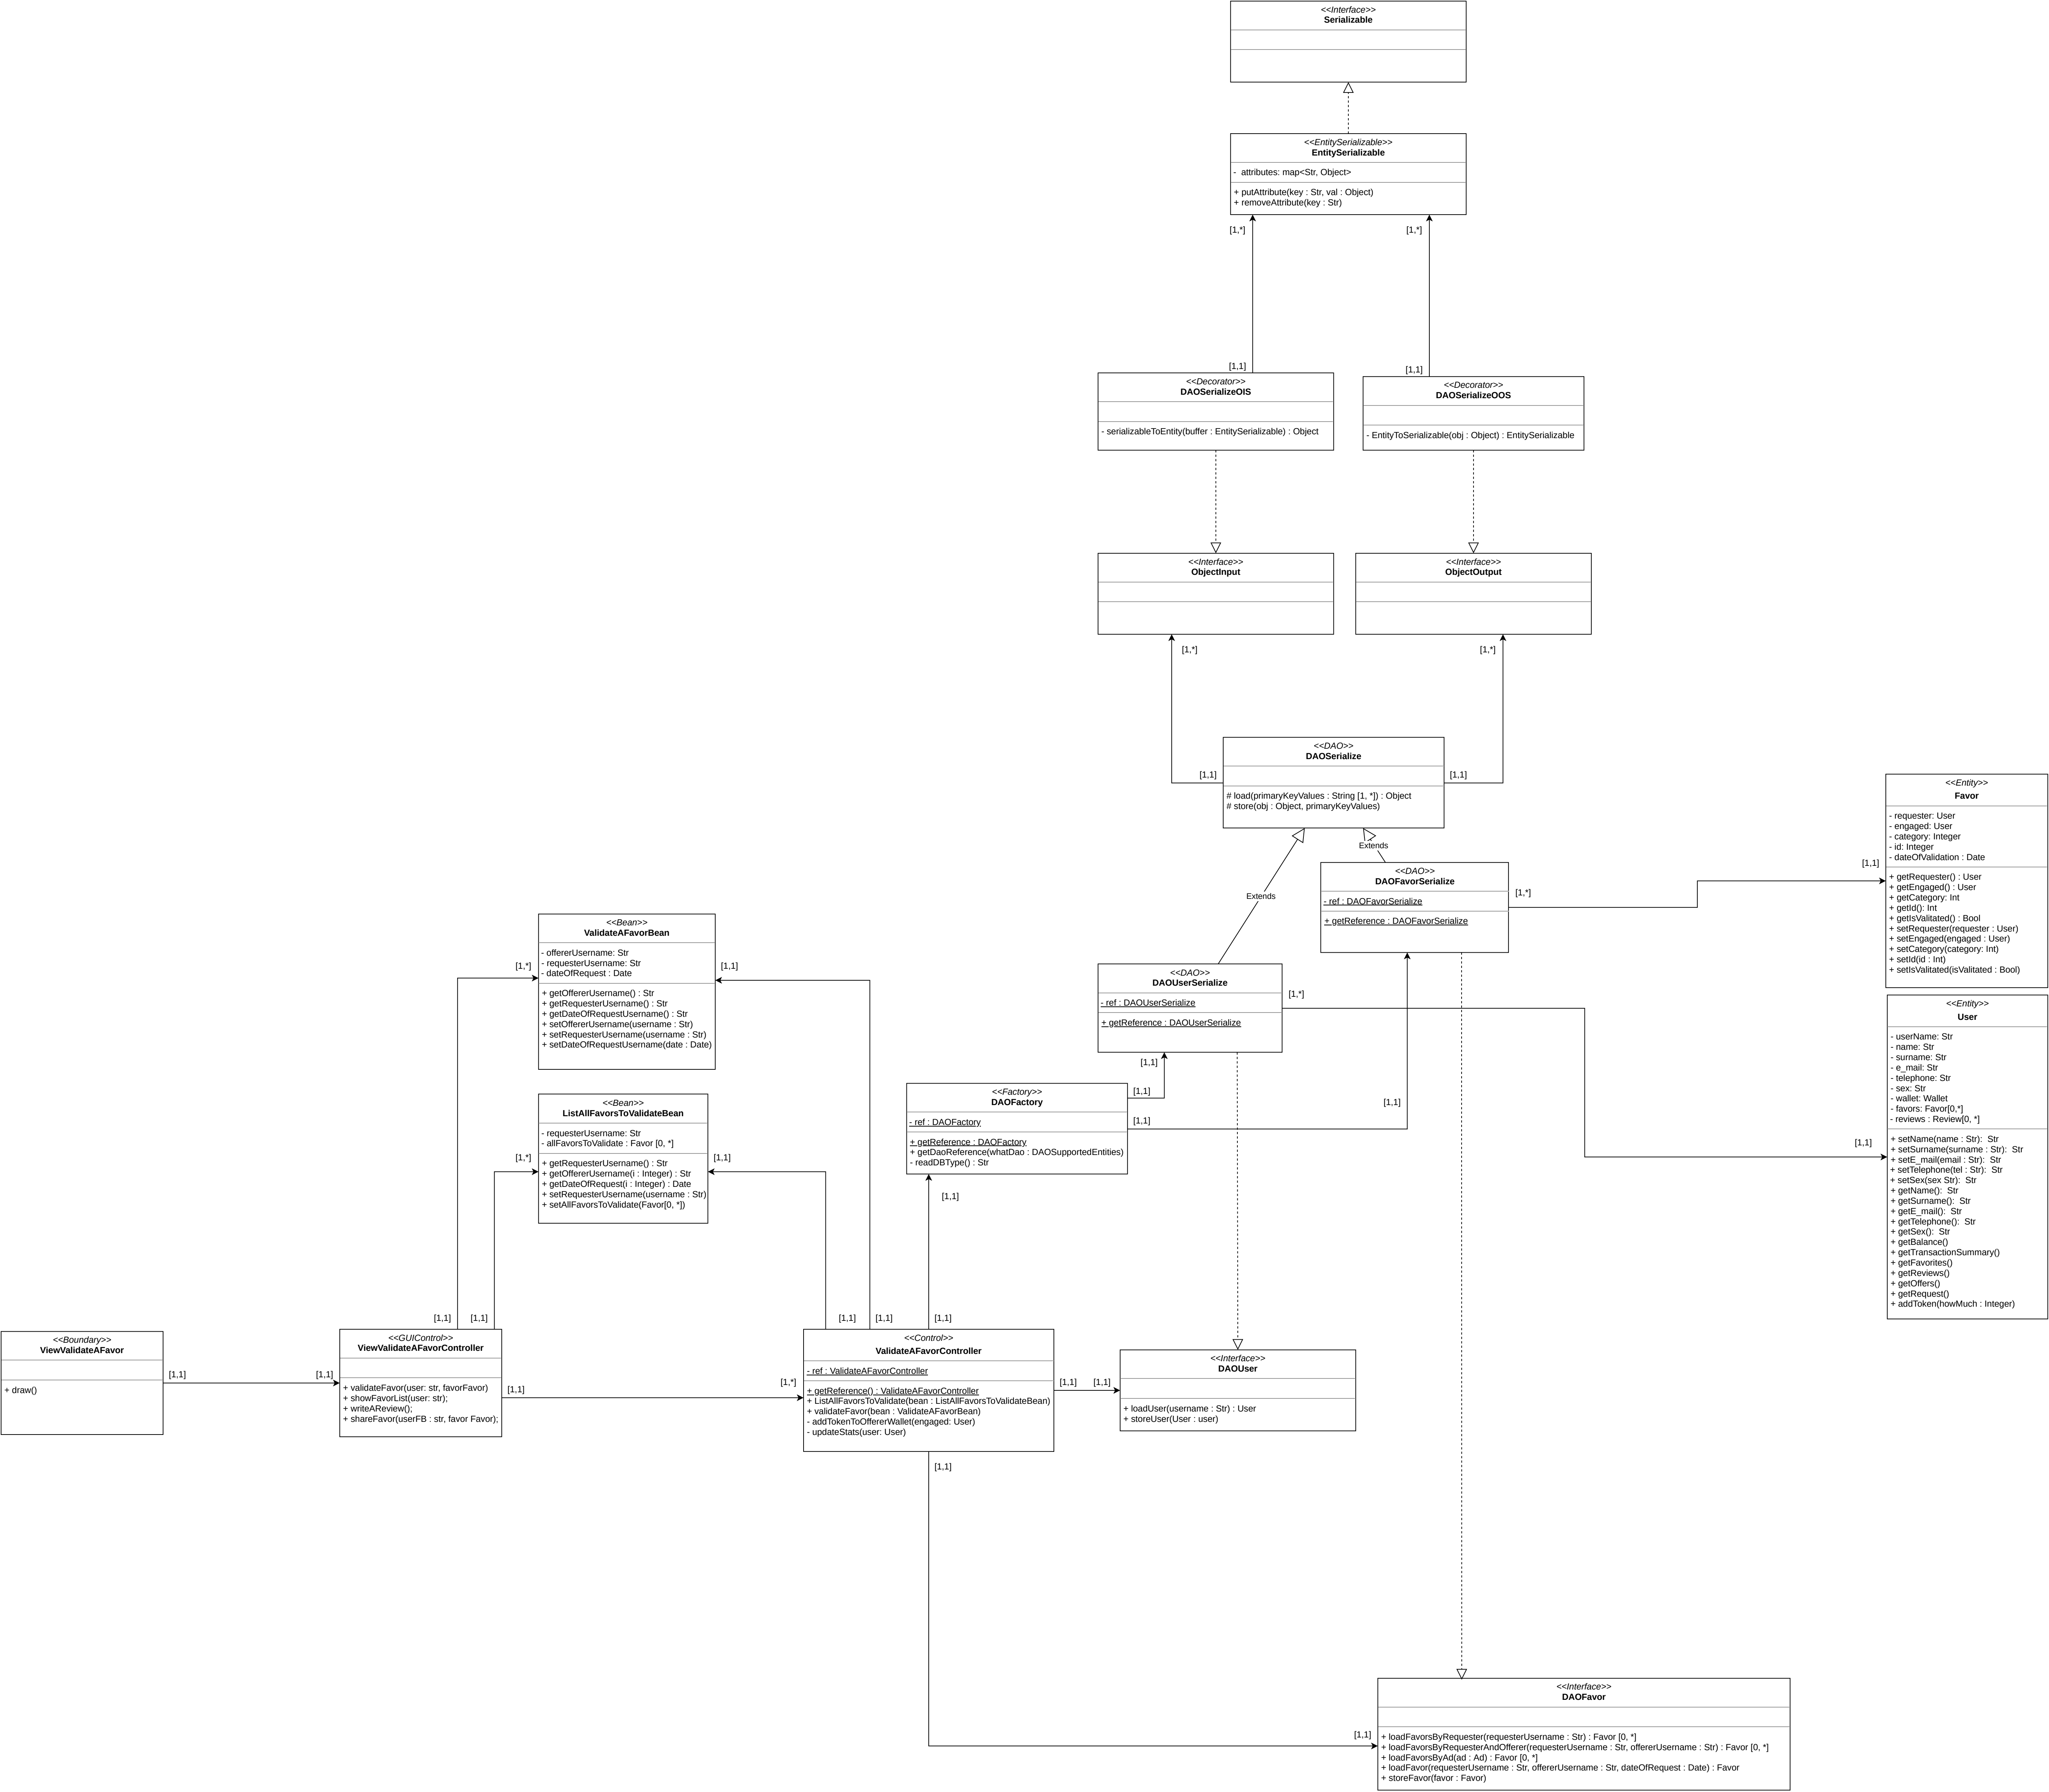 <<Interface>>
Serializable
<<EntitySerializable>>
EntitySerializable
-  attributes: map<Str, Object>
+ putAttribute(key : Str, val : Object)
+ removeAttribute(key : Str)
[1,*]
[1,*]
[1,1]
[1,1]
<<Decorator>>
DAOSerializeOIS
- serializableToEntity(buffer : EntitySerializable) : Object
<<Decorator>>
DAOSerializeOOS
- EntityToSerializable(obj : Object) : EntitySerializable
<<Interface>>
ObjectInput
<<Interface>>
ObjectOutput
[1,*]
[1,*]
<<DAO>>
DAOSerialize
# load(primaryKeyValues : String [1, *]) : Object
# store(obj : Object, primaryKeyValues)
[1,1]
[1,1]
Extends
Extends
<<DAO>>
DAOFavorSerialize
- ref : DAOFavorSerialize
+ getReference : DAOFavorSerialize
[1,*]
[1,1]
<<Entity>>
Favor
- requester: User
- engaged: User
- category: Integer
- id: Integer
- dateOfValidation : Date
+ getRequester() : User
+ getEngaged() : User
+ getCategory: Int
+ getId(): Int
+ getIsValitated() : Bool
+ setRequester(requester : User)
+ setEngaged(engaged : User)
+ setCategory(category: Int)
+ setId(id : Int)
+ setIsValitated(isValitated : Bool)
<<DAO>>
DAOUserSerialize
- ref : DAOUserSerialize
+ getReference : DAOUserSerialize
[1,*]
[1,1]
<<Entity>>
User
- userName: Str
- name: Str
- surname: Str
- e_mail: Str
- telephone: Str
- sex: Str
- wallet: Wallet
- favors: Favor[0,*]
- reviews : Review[0, *]
+ setName(name : Str):  Str
+ setSurname(surname : Str):  Str
+ setE_mail(email : Str):  Str
+ setTelephone(tel : Str):  Str
+ setSex(sex Str):  Str
+ getName():  Str
+ getSurname():  Str
+ getE_mail():  Str
+ getTelephone():  Str
+ getSex():  Str
+ getBalance()
+ getTransactionSummary()
+ getFavorites()
+ getReviews()
+ getOffers()
+ getRequest()
+ addToken(howMuch : Integer)
<<Bean>>
ValidateAFavorBean
- offererUsername: Str
- requesterUsername: Str
- dateOfRequest : Date
+ getOffererUsername() : Str
+ getRequesterUsername() : Str
+ getDateOfRequestUsername() : Str
+ setOffererUsername(username : Str)
+ setRequesterUsername(username : Str)
+ setDateOfRequestUsername(date : Date)
[1,*]
[1,1]
<<Bean>>
ListAllFavorsToValidateBean
- requesterUsername: Str
- allFavorsToValidate : Favor [0, *]
+ getRequesterUsername() : Str
+ getOffererUsername(i : Integer) : Str
+ getDateOfRequest(i : Integer) : Date
+ setRequesterUsername(username : Str)
+ setAllFavorsToValidate(Favor[0, *])
[1,*]
[1,1]
<<Factory>>
DAOFactory
- ref : DAOFactory
+ getReference : DAOFactory
+ getDaoReference(whatDao : DAOSupportedEntities)
- readDBType() : Str
[1,1]
[1,1]
[1,1]
[1,1]
[1,1]
[1,1]
[1,1]
[1,1]
[1,1]
[1,1]
<<Boundary>>
ViewValidateAFavor
+ draw()
[1,1]
[1,1]
<<GUIControl>>
ViewValidateAFavorController
+ validateFavor(user: str, favorFavor)
+ showFavorList(user: str);
+ writeAReview();
+ shareFavor(userFB : str, favor Favor);
[1,1]
[1,*]
<<Control>>
ValidateAFavorController
- ref : ValidateAFavorController
+ getReference() : ValidateAFavorController
+ ListAllFavorsToValidate(bean : ListAllFavorsToValidateBean)
+ validateFavor(bean : ValidateAFavorBean)
- addTokenToOffererWallet(engaged: User)
- updateStats(user: User)
[1,1]
[1,1]
<<Interface>>
DAOUser
+ loadUser(username : Str) : User
+ storeUser(User : user)
[1,1]
[1,1]
<<Interface>>
DAOFavor
+ loadFavorsByRequester(requesterUsername : Str) : Favor [0, *]
+ loadFavorsByRequesterAndOfferer(requesterUsername : Str, offererUsername : Str) : Favor [0, *]
+ loadFavorsByAd(ad : Ad) : Favor [0, *]
+ loadFavor(requesterUsername : Str, offererUsername : Str, dateOfRequest : Date) : Favor
+ storeFavor(favor : Favor)